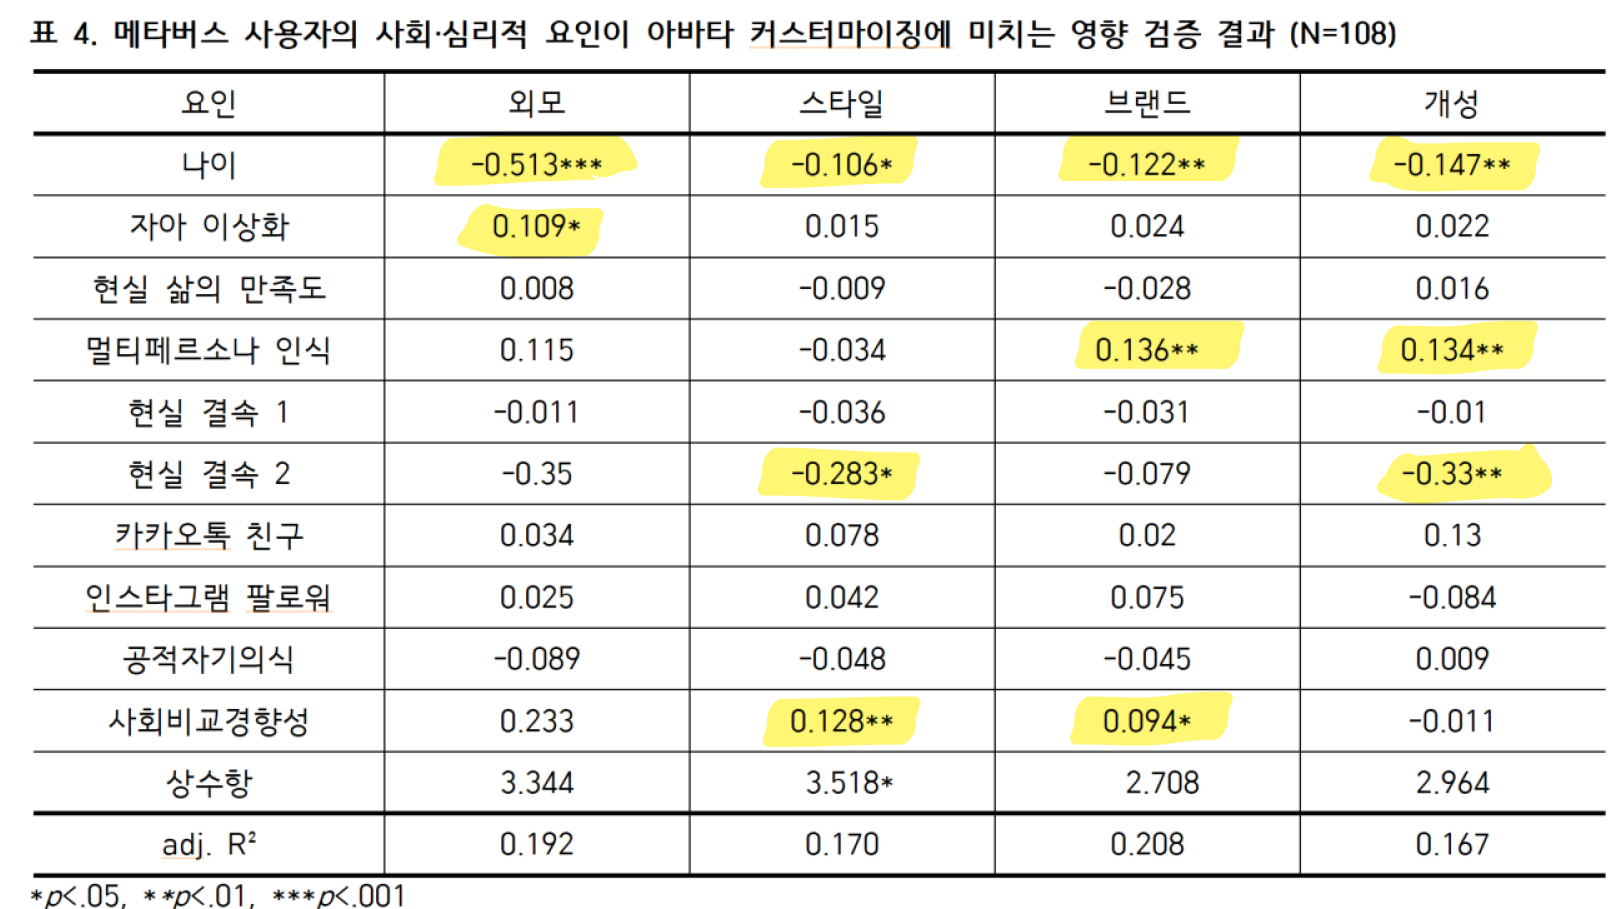 표 4. 메타버스 사용자의 사회·심리적 요인이 아바타 커스터마이징에 미치는 영향 검증 결과 (N=108)
요인 외모 스타일 브랜드 개성
나이 -0.513*** -0.106* -0.122** -0.147**
자아 이상화 0.109* 0.015 0.024 0.022
현실 삶의 만족도 0.008 -0.009 -0.028 0.016
멀티페르소나 인식 0.115 -0.034 0.136** 0.134**
현실 결속 1 -0.011 -0.036 -0.031 -0.01
현실 결속 2 -0.35 -0.283* -0.079 -0.33**
카카오톡 친구 0.034 0.078 0.02 0.13
인스타그램 팔로워 0.025 0.042 0.075 -0.084
공적자기의식 -0.089 -0.048 -0.045 0.009
사회비교경향성 0.233 0.128** 0.094* -0.011
상수항 3.344 3.518* 2.708 2.964
adj. R² 0.192 0.170 0.208 0.167
*p<.05, **p<.01, ***p<.001